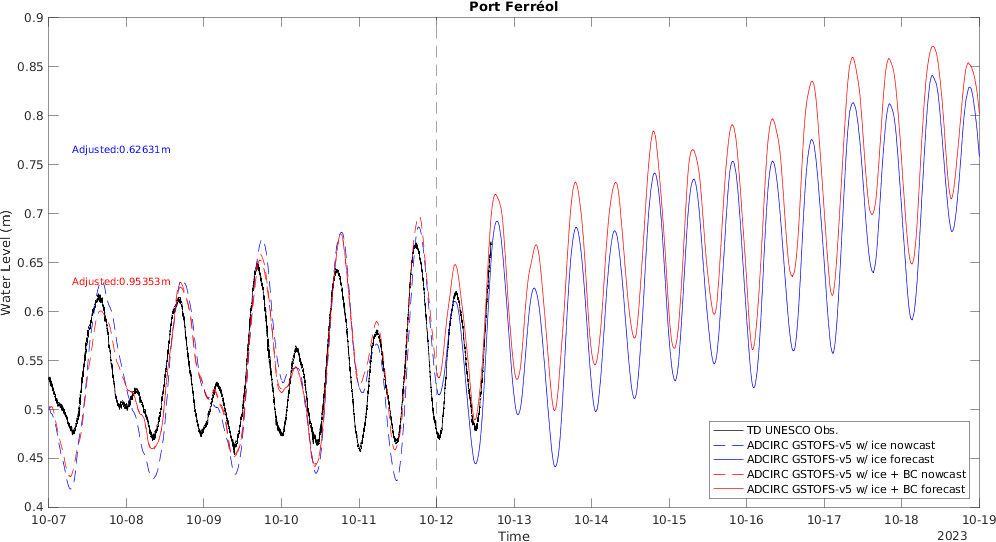 Port Ferréol
0.9
0.85
0.8
0.75
0.7
0.65
0.6
0.55
0.5
0.45
0.4
Water Level (m)
Adjusted:0.62631m
Adjusted:0.95353m
TD UNESCO Obs.
ADCIRC GSTOFS-v5 w/ ice nowcast
ADCIRC GSTOFS-v5 w/ ice forecast
ADCIRC GSTOFS-v5 w/ ice + BC nowcast
ADCIRC GSTOFS-v5 w/ ice + BC forecast
10-07 10-08 10-09 10-10 10-11 10-12 10-13 10-14 10-15 10-16 10-17 10-18 10-19
Time
2023